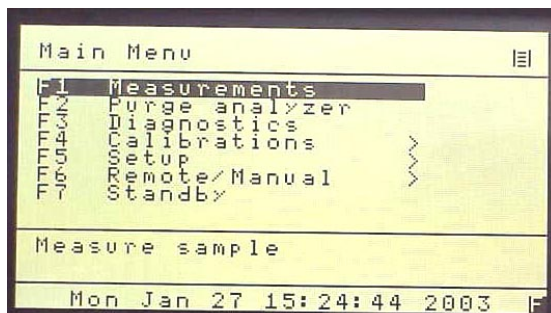 Main Menu
F1 Measurements
F2 Purge analyzer
F3 Diagnostics
F4 Calibrations >
F5 Setup >
F6 Remote/Manual >
F7 Standby
Measure sample
Mon Jan 27 15:24:44 2003 F